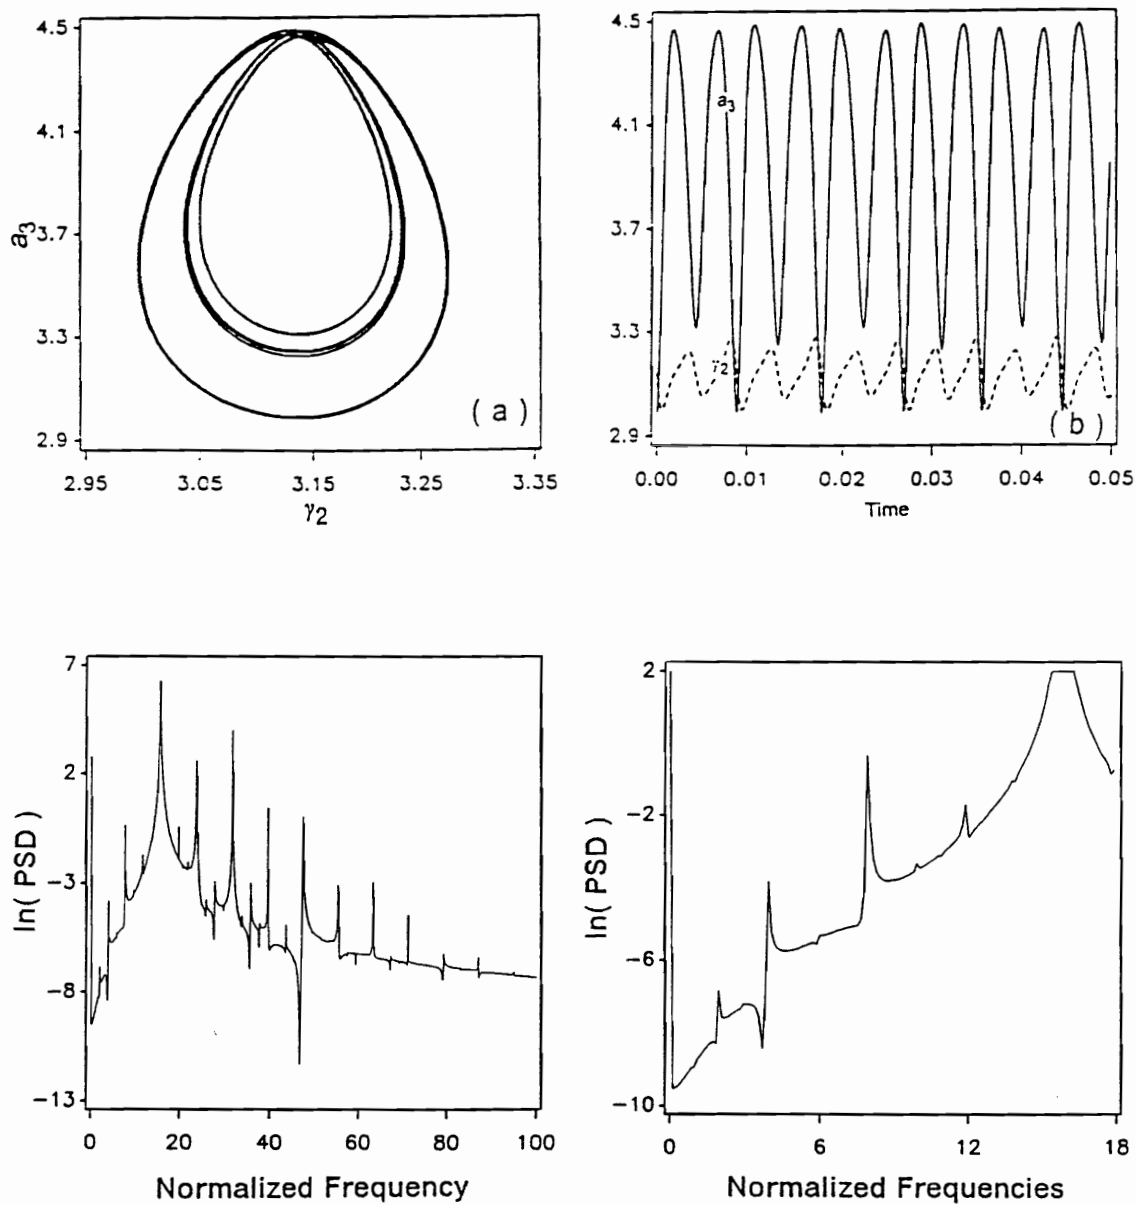 4.5
4.1
3.7
3.3
2.9
a3
2.95 3.05 3.15 3.25 3.35
γ2
( a )
4.5
4.1
3.7
3.3
2.9
a3
γ2
( b )
0.00 0.01 0.02 0.03 0.04 0.05
Time
7
2
−3
−8
−13
ln( PSD )
0 20 40 60 80 100
Normalized Frequency
2
−2
−6
−10
ln( PSD )
0 6 12 18
Normalized Frequencies